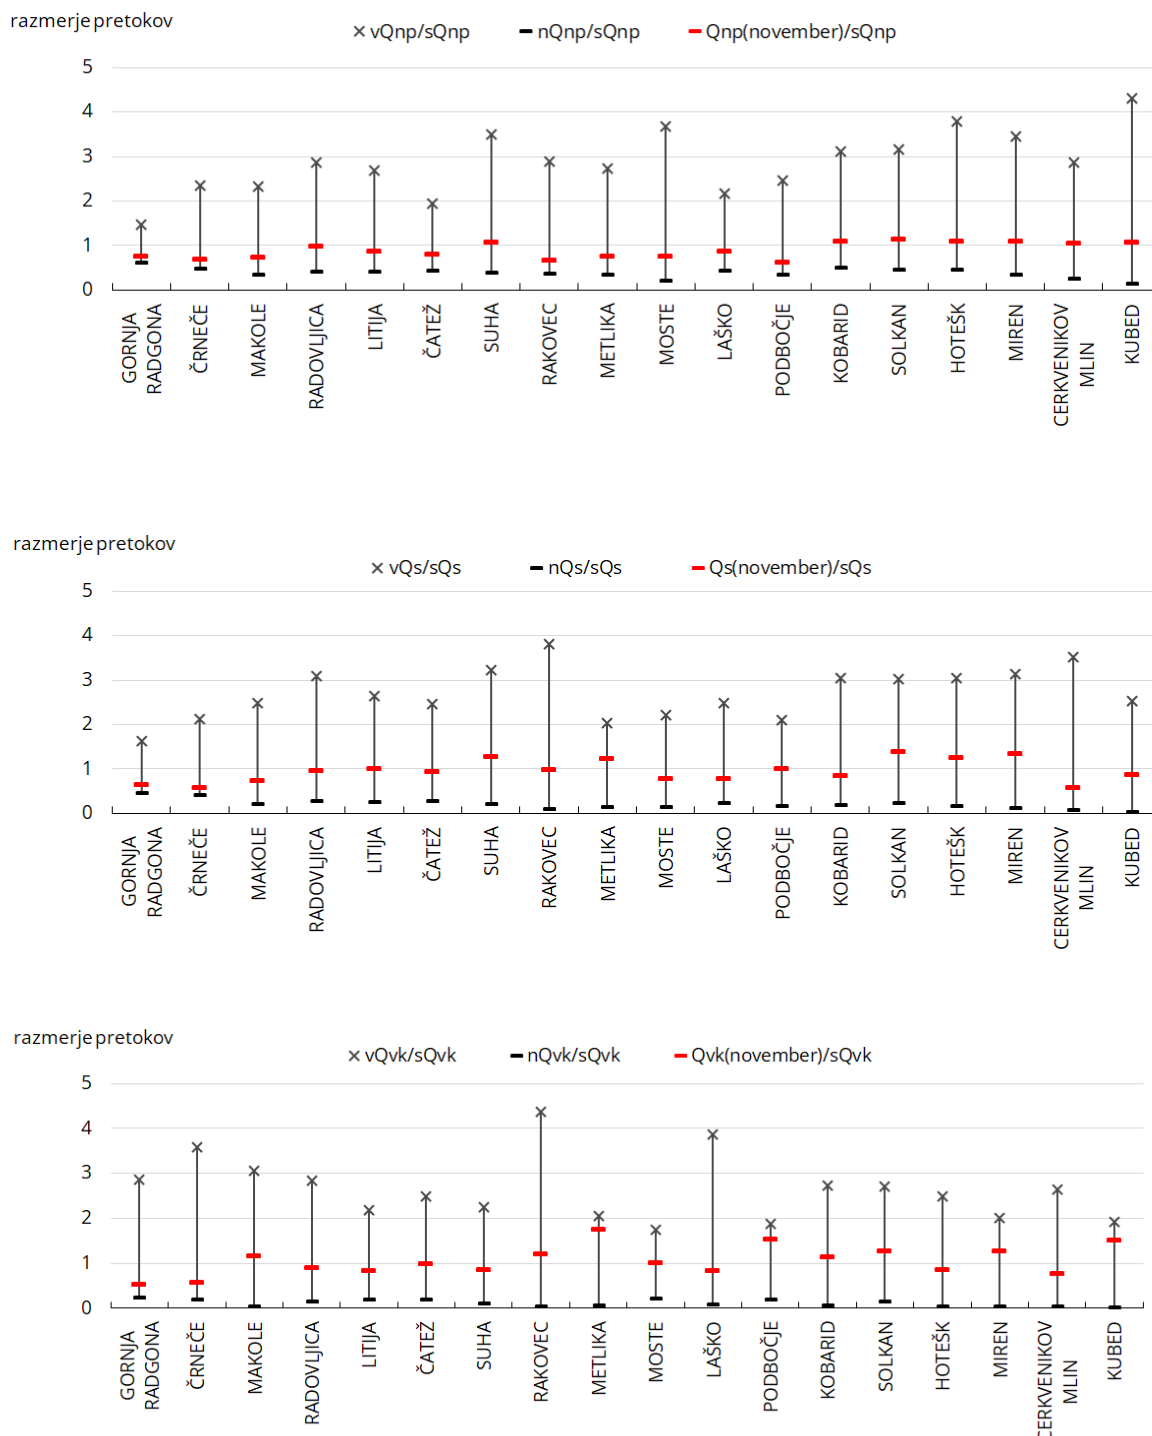 razmerje pretokov
vQnp/sQnp nQnp/sQnp Qnp(november)/sQnp
5
4
3
2
1
0
GORNJA
RADGONA
ČRNEČE
MAKOLE
RADOVLJICA
LITIJA
ČATEŽ
SUHA
RAKOVEC
METLIKA
MOSTE
LAŠKO
PODBOČJE
KOBARID
SOLKAN
HOTEŠK
MIREN
CERKVENIKOV
MLIN
KUBED
razmerje pretokov
vQs/sQs nQs/sQs Qs(november)/sQs
5
4
3
2
1
0
GORNJA
RADGONA
ČRNEČE
MAKOLE
RADOVLJICA
LITIJA
ČATEŽ
SUHA
RAKOVEC
METLIKA
MOSTE
LAŠKO
PODBOČJE
KOBARID
SOLKAN
HOTEŠK
MIREN
CERKVENIKOV
MLIN
KUBED
razmerje pretokov
vQvk/sQvk nQvk/sQvk Qvk(november)/sQvk
5
4
3
2
1
0
GORNJA
RADGONA
ČRNEČE
MAKOLE
RADOVLJICA
LITIJA
ČATEŽ
SUHA
RAKOVEC
METLIKA
MOSTE
LAŠKO
PODBOČJE
KOBARID
SOLKAN
HOTEŠK
MIREN
CERKVENIKOV
MLIN
KUBED